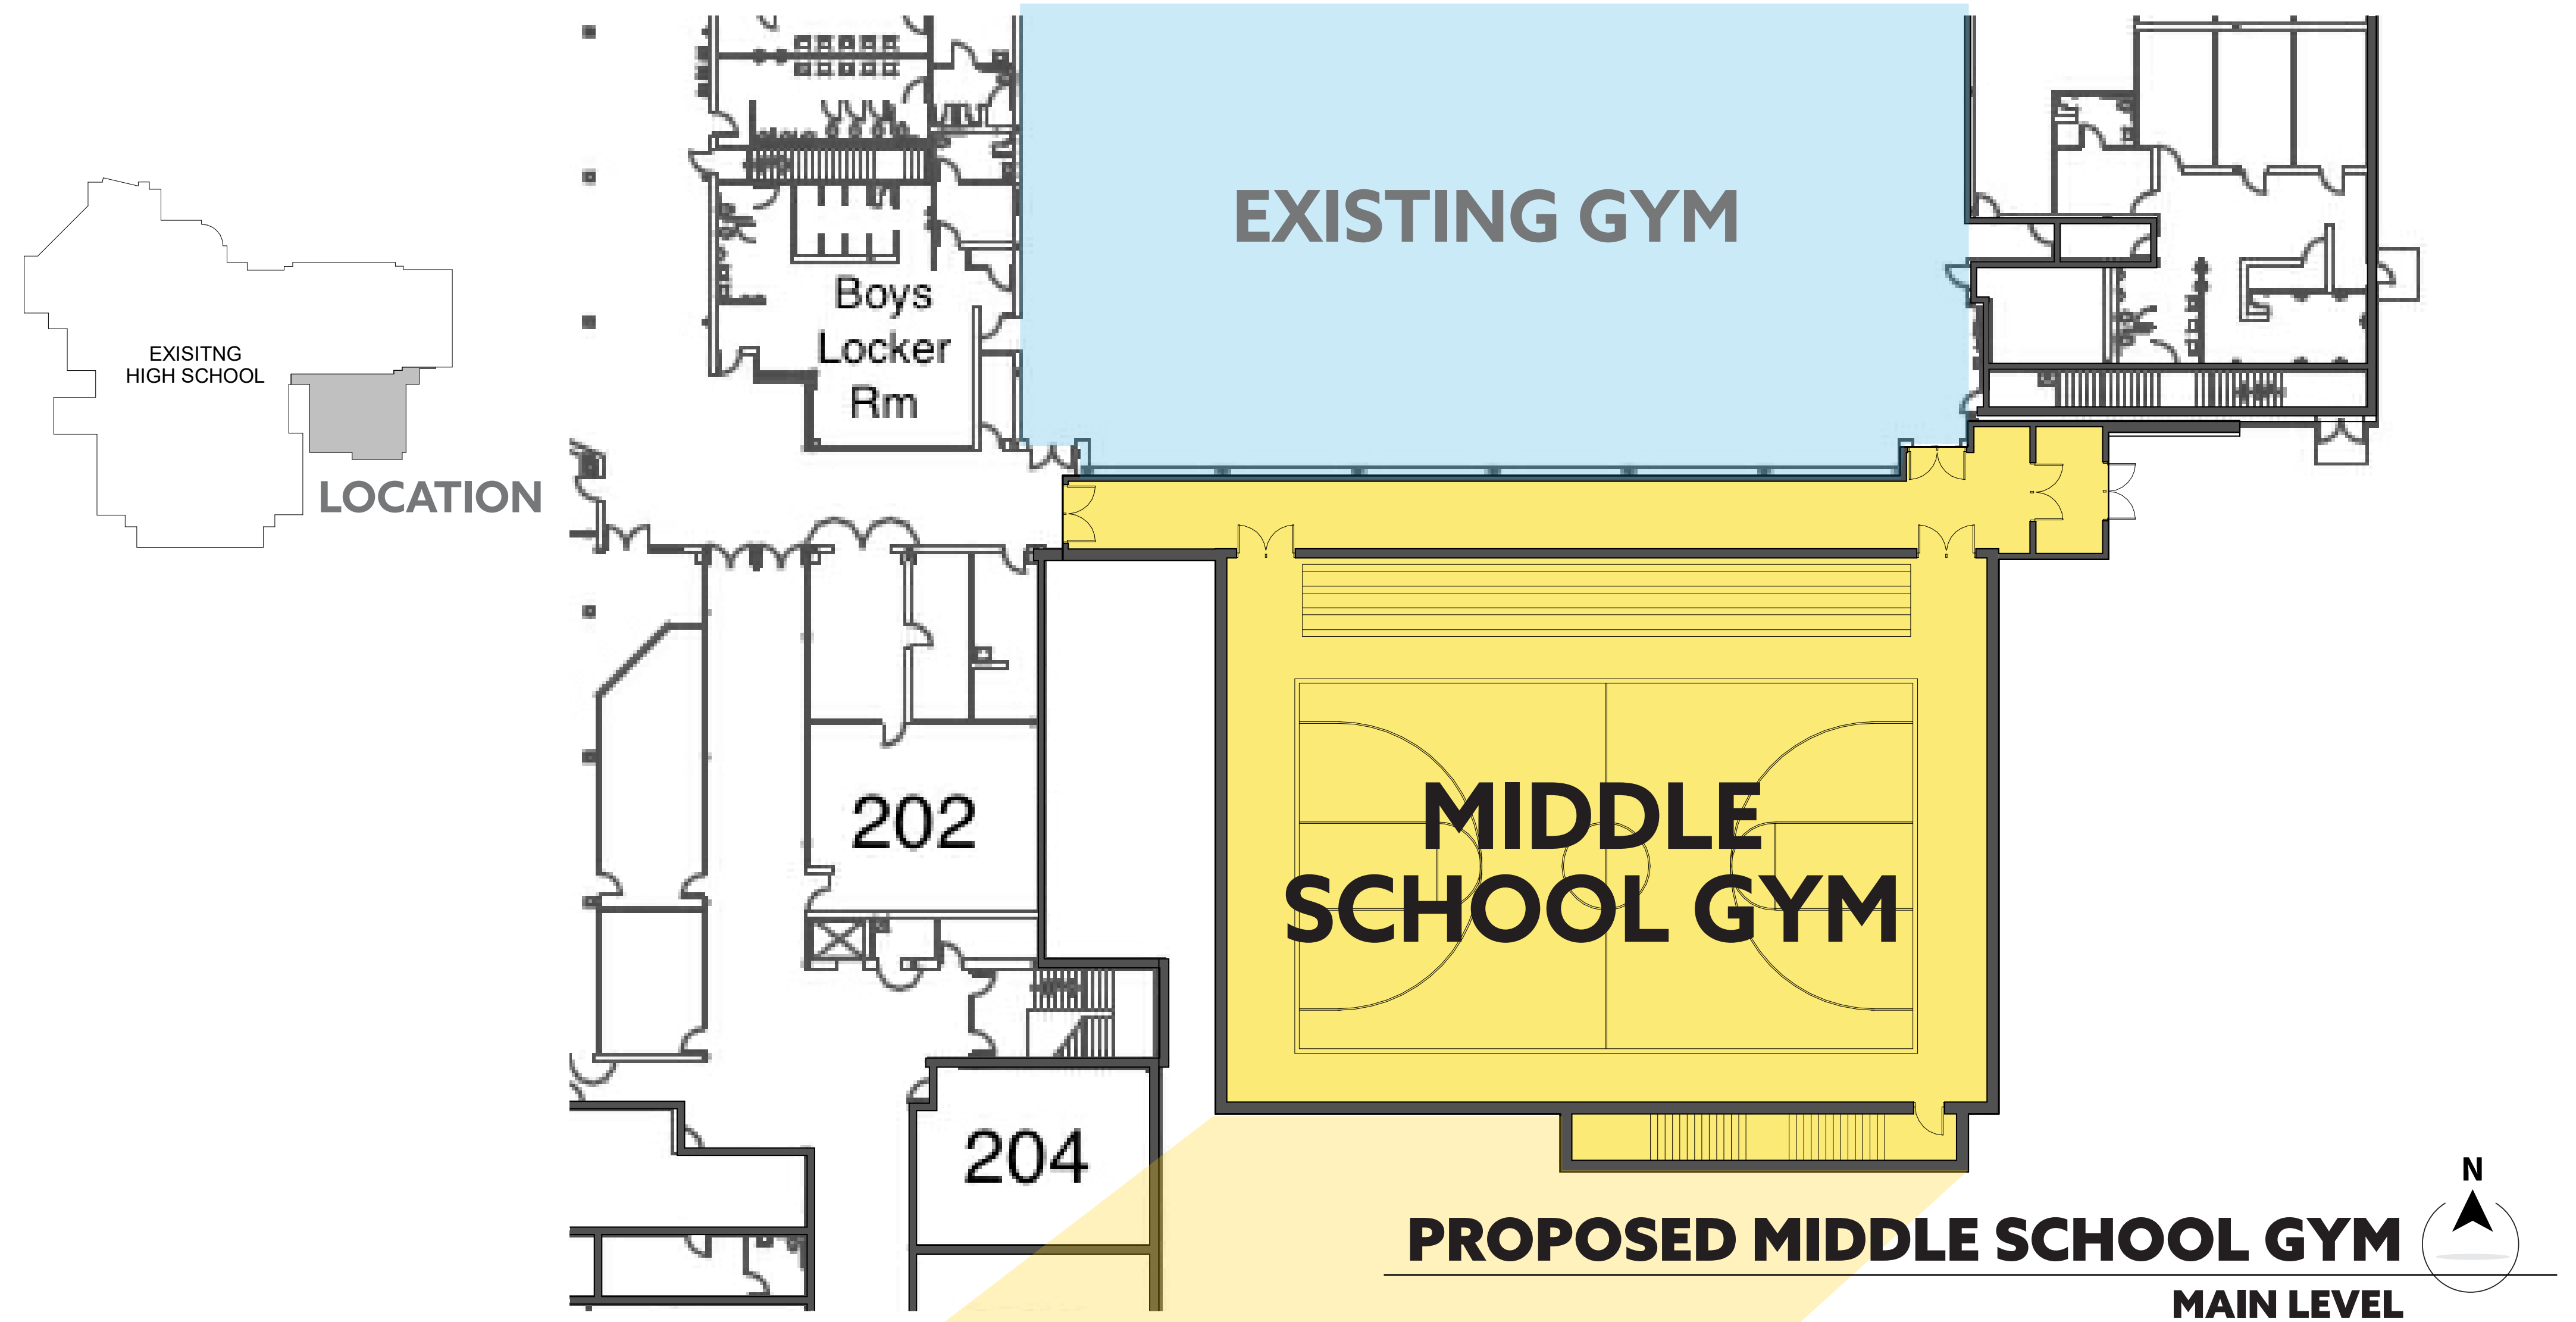 EXISTING GYM
Boys
Locker
Rm
EXISITNG
HIGH SCHOOL
LOCATION
202
MIDDLE
SCHOOL GYM
204
N
PROPOSED MIDDLE SCHOOL GYM
MAIN LEVEL